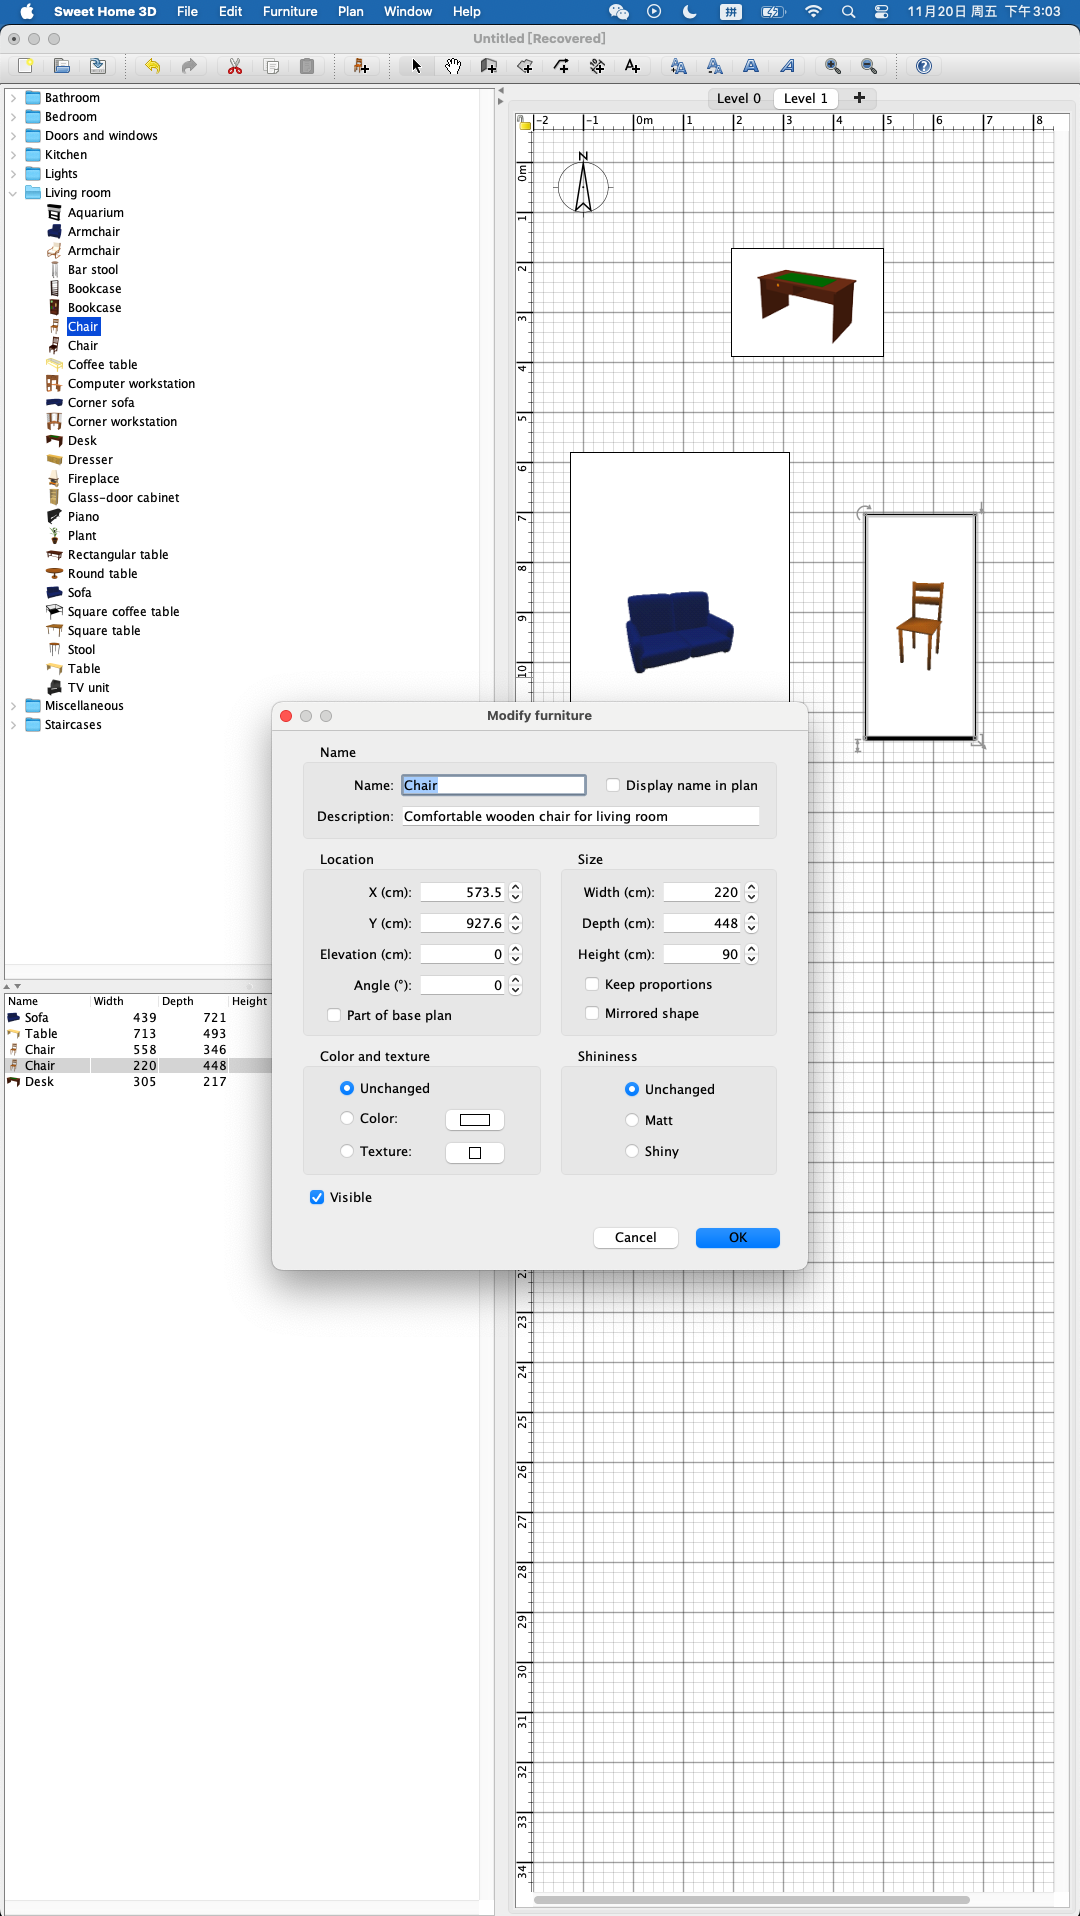 Sweet Home 3D File Edit Furniture Plan Window Help 拼 11月20日 周五 下午3:03
Untitled [Recovered]
Level 0 Level 1
Bathroom
Bedroom
Doors and windows
Kitchen
Lights
Living room
Aquarium
Armchair
Armchair
Bar stool
Bookcase
Bookcase
Chair
Chair
Coffee table
Computer workstation
Corner sofa
Corner workstation
Desk
Dresser
Fireplace
Glass-door cabinet
Piano
Plant
Rectangular table
Round table
Sofa
Square coffee table
Square table
Stool
Table
TV unit
Miscellaneous
Staircases
Name Width Depth Height
Sofa 439 721
Table 713 493
Chair 558 346
Chair 220 448
Desk 305 217
-2 -1 0m 1 2 3 4 5 6 7 8
N
0m
1
2
3
4
5
6
7
8
9
10
Modify furniture
Name
Name: Chair Display name in plan
Description: Comfortable wooden chair for living room
Location
X (cm): 573.5
Y (cm): 927.6
Elevation (cm): 0
Angle (°): 0
Part of base plan
Size
Width (cm): 220
Depth (cm): 448
Height (cm): 90
Keep proportions
Mirrored shape
Color and texture
Unchanged
Color:
Texture:
Shininess
Unchanged
Matt
Shiny
Visible
Cancel OK
23
24
25
26
27
28
29
30
31
32
33
34